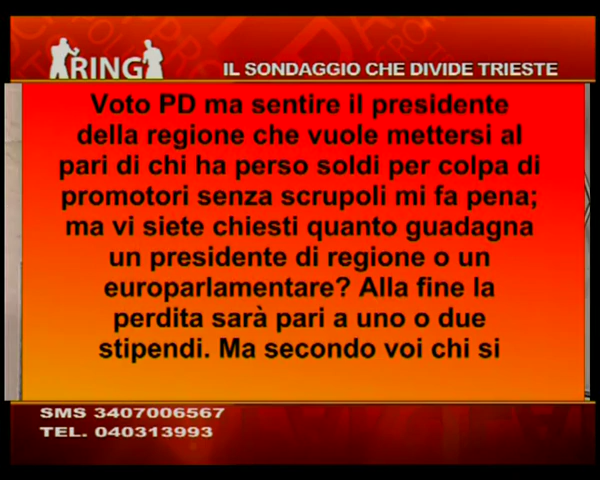 RING
IL SONDAGGIO CHE DIVIDE TRIESTE
Voto PD ma sentire il presidente
della regione che vuole mettersi al
pari di chi ha perso soldi per colpa di
promotori senza scrupoli mi fa pena;
ma vi siete chiesti quanto guadagna
un presidente di regione o un
europarlamentare? Alla fine la
perdita sarà pari a uno o due
stipendi. Ma secondo voi chi si
SMS 3407006567
TEL. 040313993